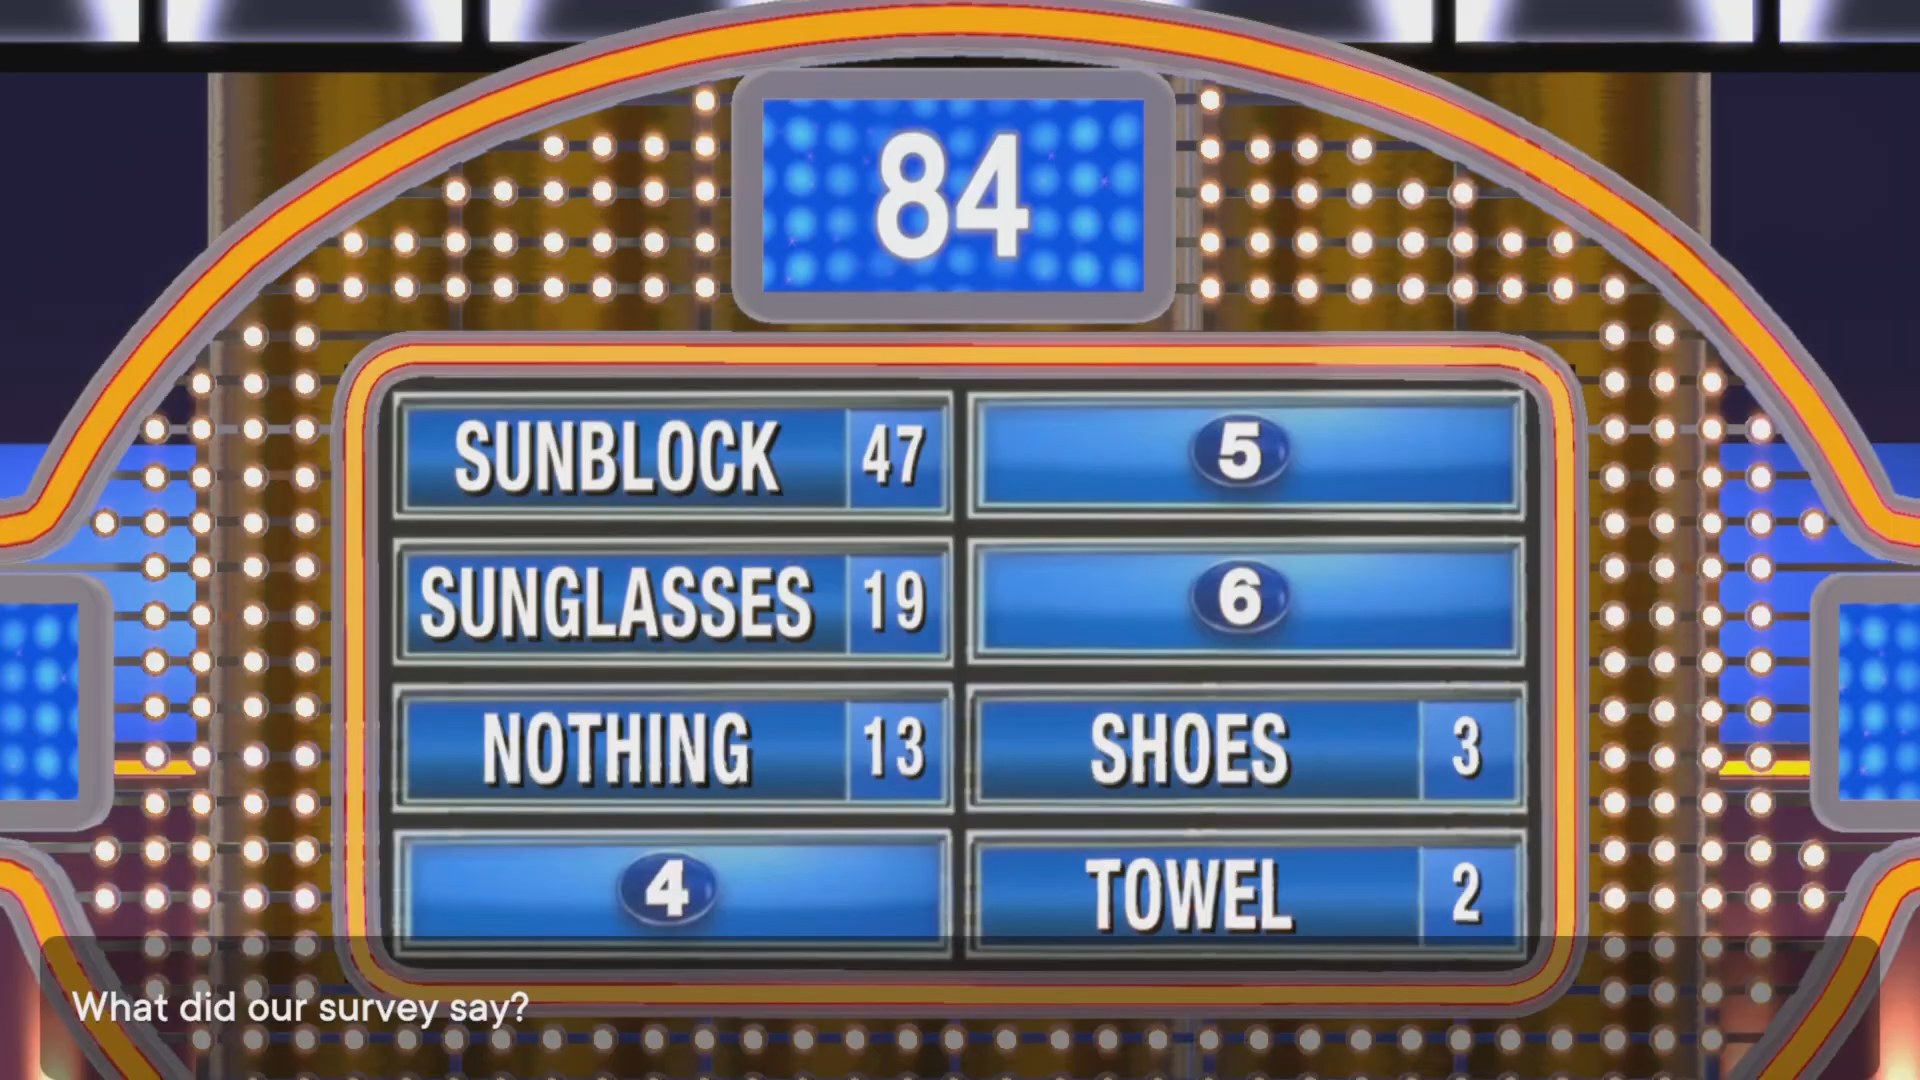 84
SUNBLOCK 47
5
SUNGLASSES 19
6
NOTHING 13
SHOES 3
4
TOWEL 2
What did our survey say?